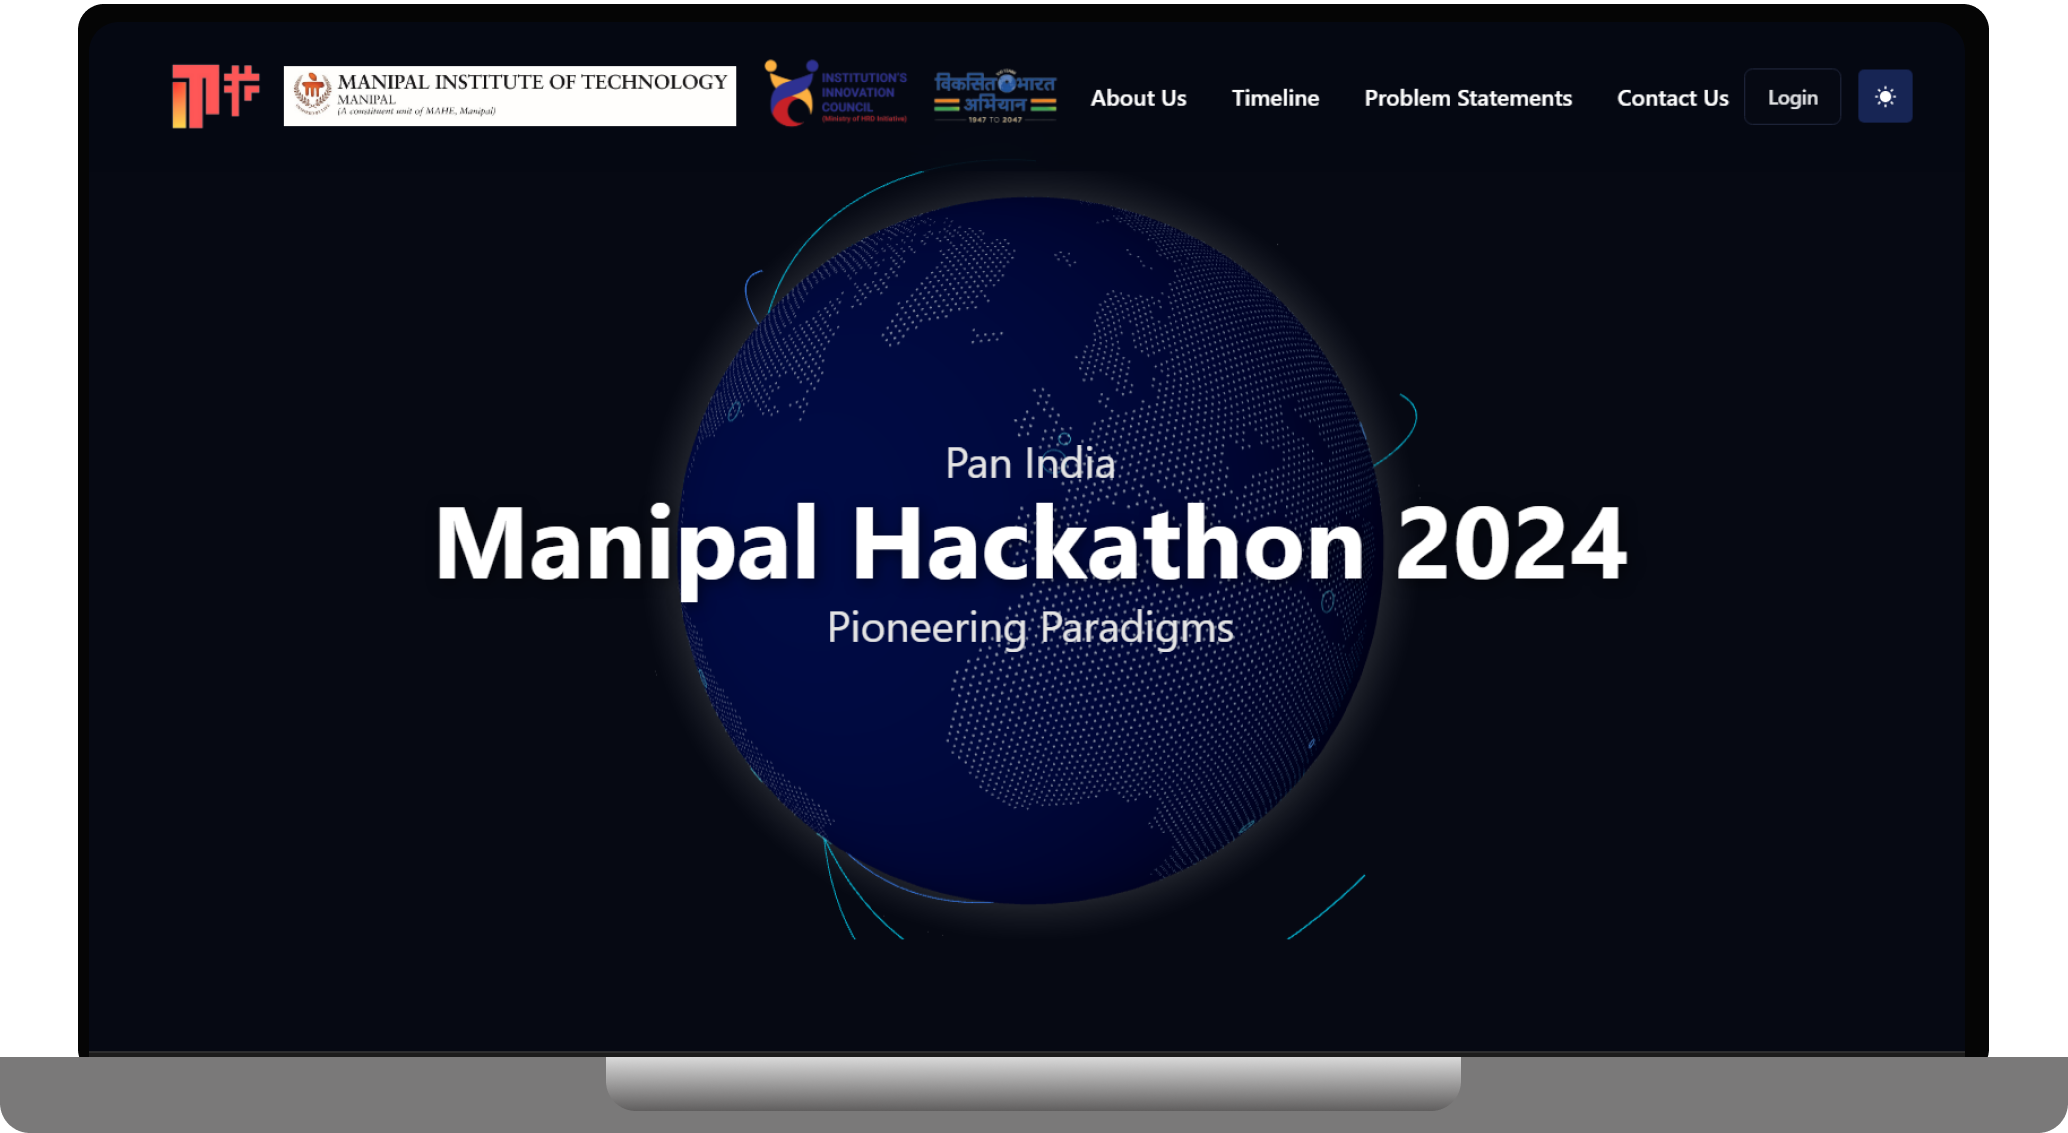 MANIPAL INSTITUTE OF TECHNOLOGY
MANIPAL
(A constituent unit of MAHE, Manipal)
INSTITUTION'S
INNOVATION
COUNCIL
(Ministry of HRD Initiative)
विकसित भारत
अभियान
1947 TO 2047
About Us
Timeline
Problem Statements
Contact Us
Login
Pan India
Manipal Hackathon 2024
Pioneering Paradigms